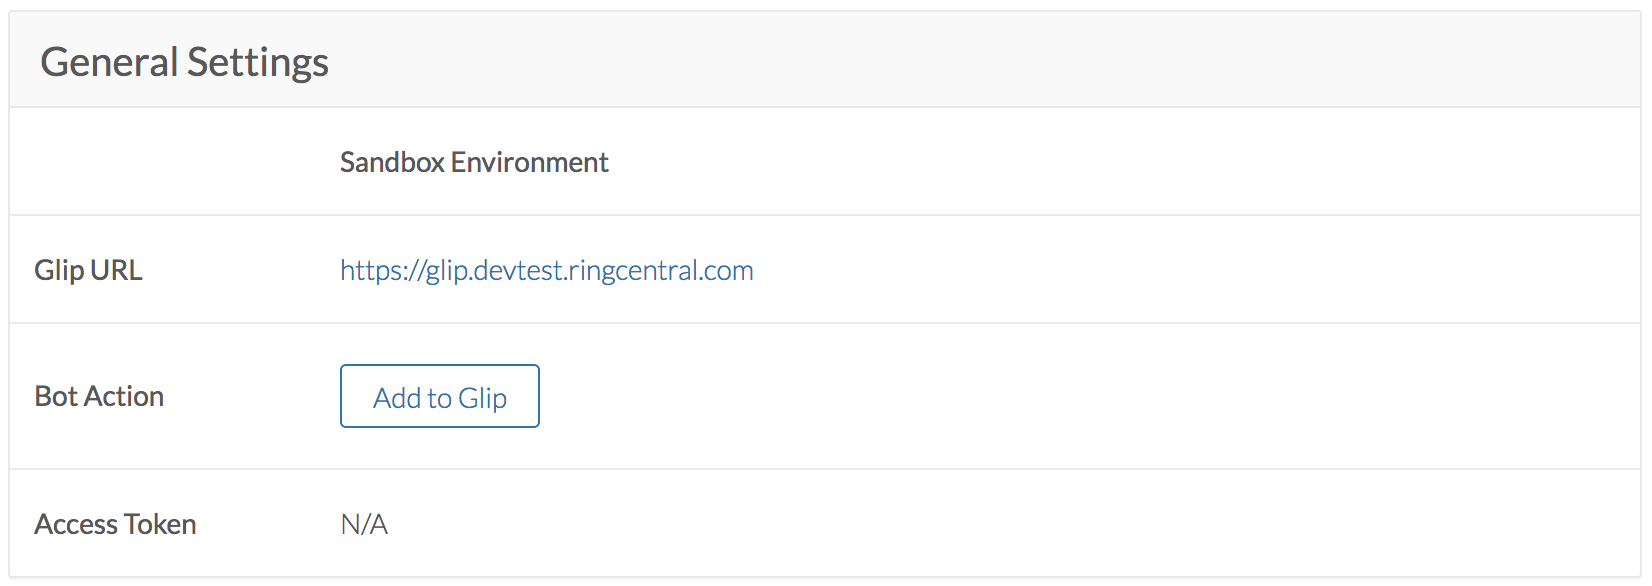 General Settings
Sandbox Environment
Glip URL https://glip.devtest.ringcentral.com
Bot Action Add to Glip
Access Token N/A